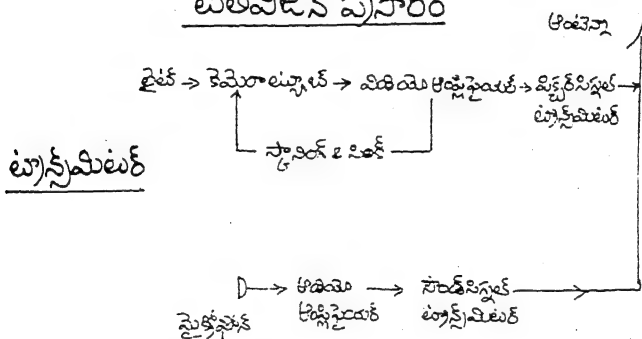 టెలివిజన్ ప్రసారం
ఆంటెన్నా
లైట్ → కెమెరా ట్యూబ్ → విడియో ఆంప్లిఫైయర్ → పిక్చర్ సిగ్నల్ →
ట్రాన్స్‌మిటర్
స్కానింగ్ & సింక్
ట్రాన్స్‌మిటర్
ఆడియో
ఆంప్లిఫైయర్
సౌండ్ సిగ్నల్
ట్రాన్స్‌మిటర్
మైక్రోఫోన్